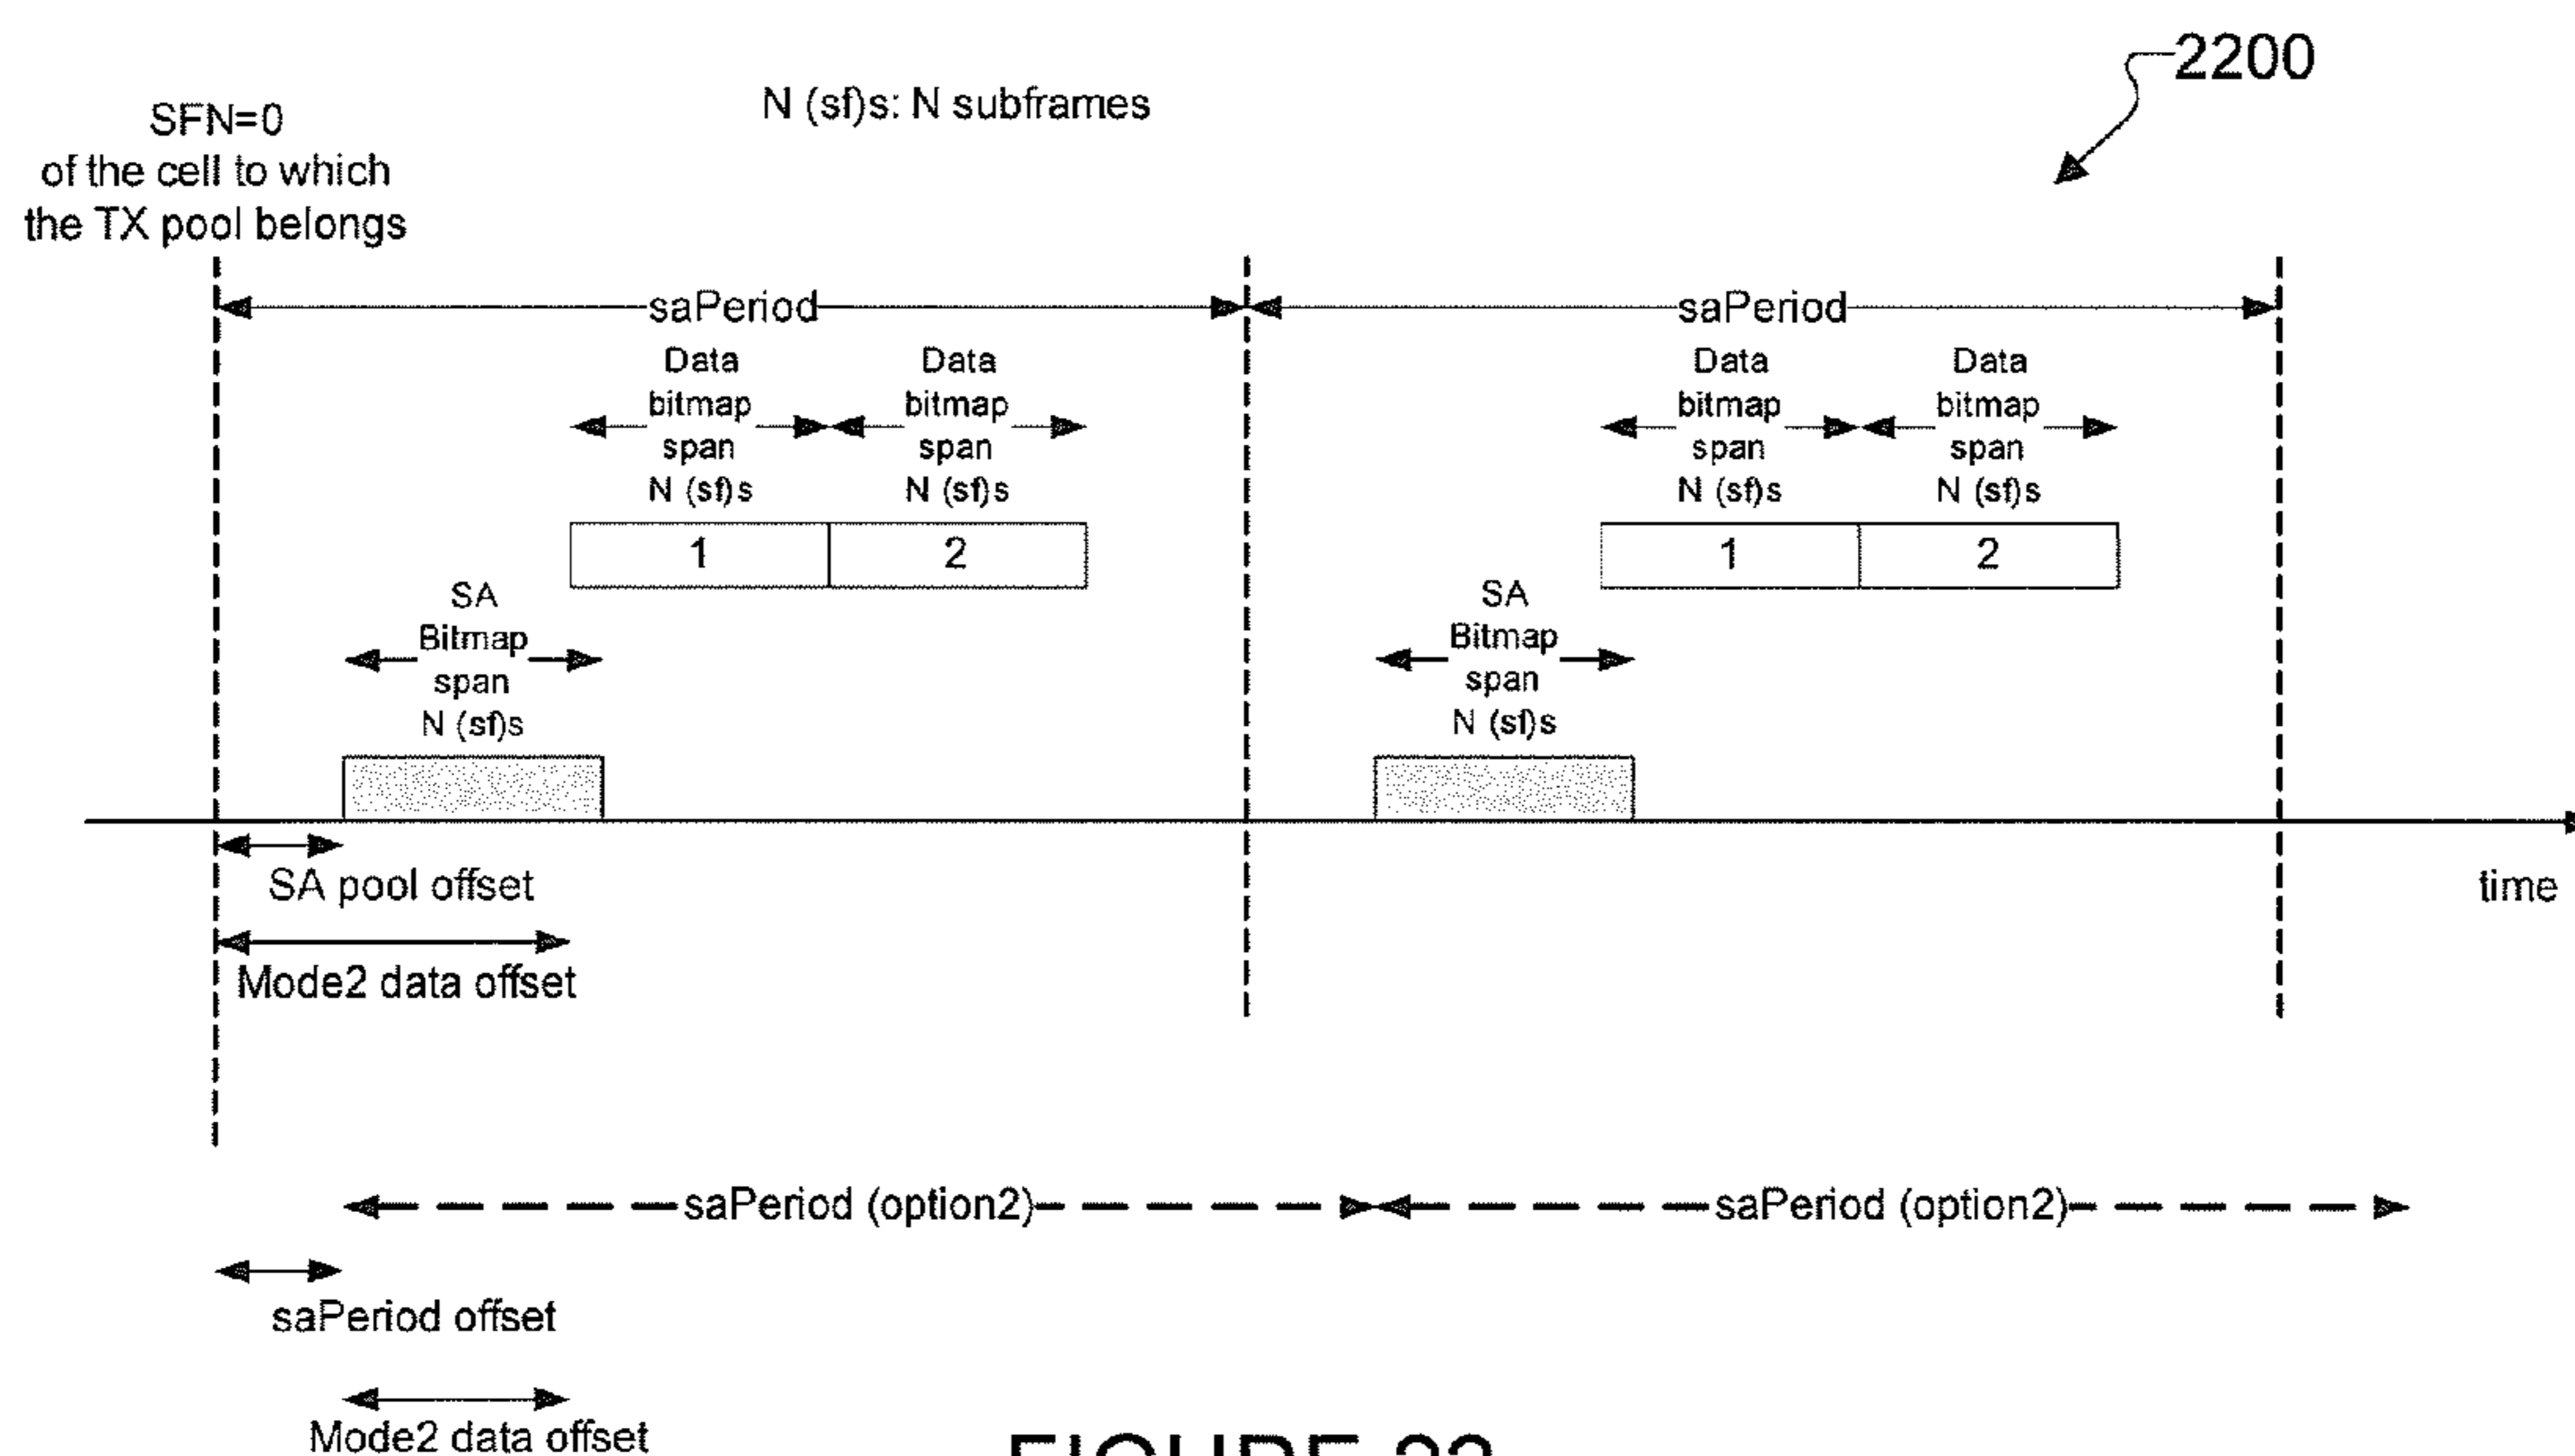 2200
SFN=0
of the cell to which
the TX pool belongs
N (sf)s: N subframes
saPeriod
saPeriod
Data
bitmap
span
N (sf)s
Data
bitmap
span
N (sf)s
Data
bitmap
span
N (sf)s
Data
bitmap
span
N (sf)s
1
2
1
2
SA
Bitmap
span
N (sf)s
SA
Bitmap
span
N (sf)s
SA pool offset
time
Mode2 data offset
saPeriod (option2)
saPeriod (option2)
saPeriod offset
Mode2 data offset